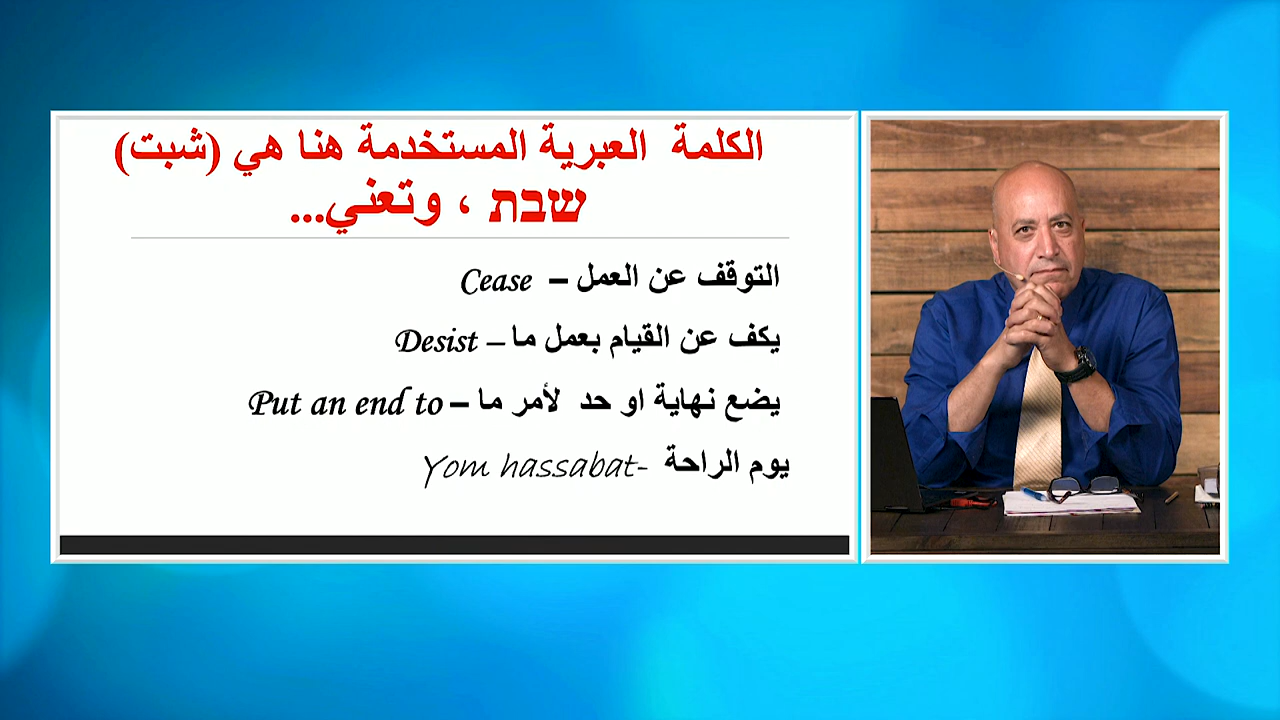 الكلمة العبرية المستخدمة هنا هي (شبت)
שבת ، وتعني...
التوقف عن العمل – Cease
يكف عن القيام بعمل ما – Desist
يضع نهاية او حد لأمر ما – Put an end to
يوم الراحة -Yom hassabat